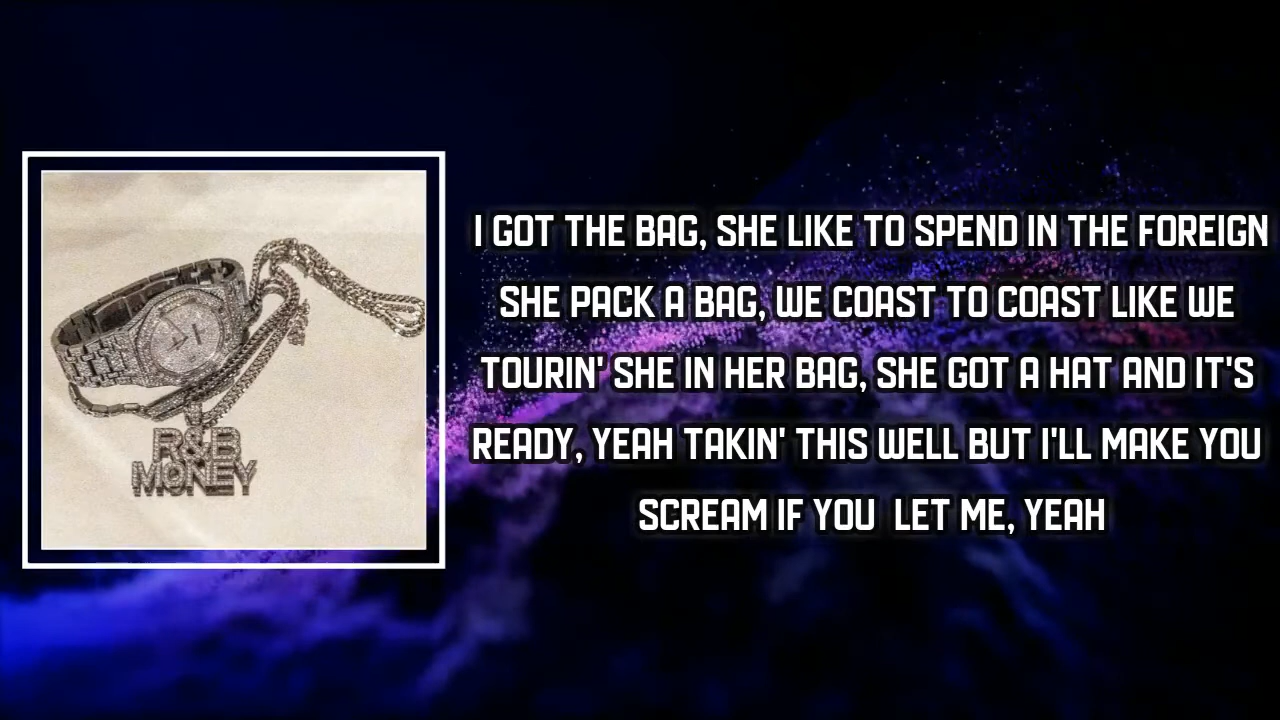 R&B
MONEY
I GOT THE BAG, SHE LIKE TO SPEND IN THE FOREIGN
SHE PACK A BAG, WE COAST TO COAST LIKE WE
TOURIN' SHE IN HER BAG, SHE GOT A HAT AND IT'S
READY, YEAH TAKIN' THIS WELL BUT I'LL MAKE YOU
SCREAM IF YOU  LET ME, YEAH